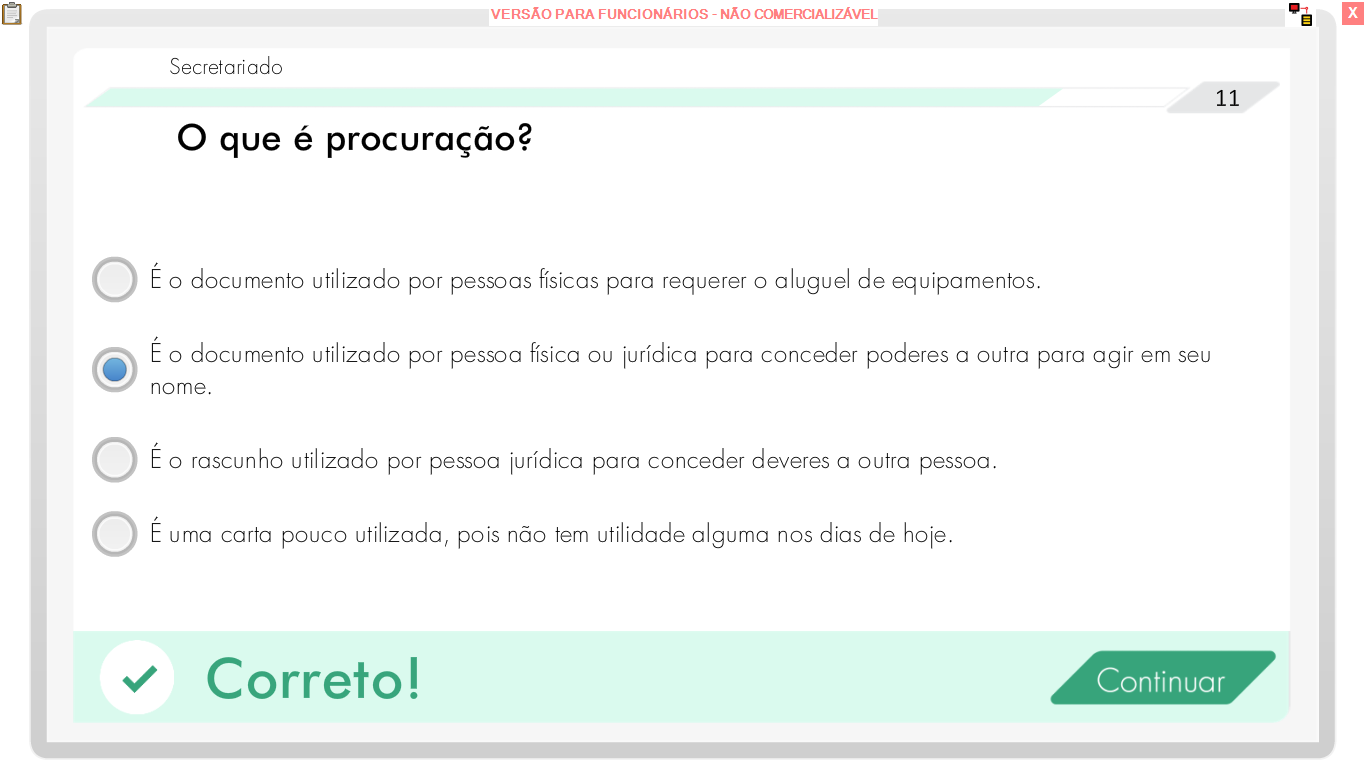 VERSÃO PARA FUNCIONÁRIOS - NÃO COMERCIALIZÁVEL
X
Secretariado
11
O que é procuração?
É o documento utilizado por pessoas físicas para requerer o aluguel de equipamentos.
É o documento utilizado por pessoa física ou jurídica para conceder poderes a outra para agir em seu
nome.
É o rascunho utilizado por pessoa jurídica para conceder deveres a outra pessoa.
É uma carta pouco utilizada, pois não tem utilidade alguma nos dias de hoje.
Correto!
Continuar